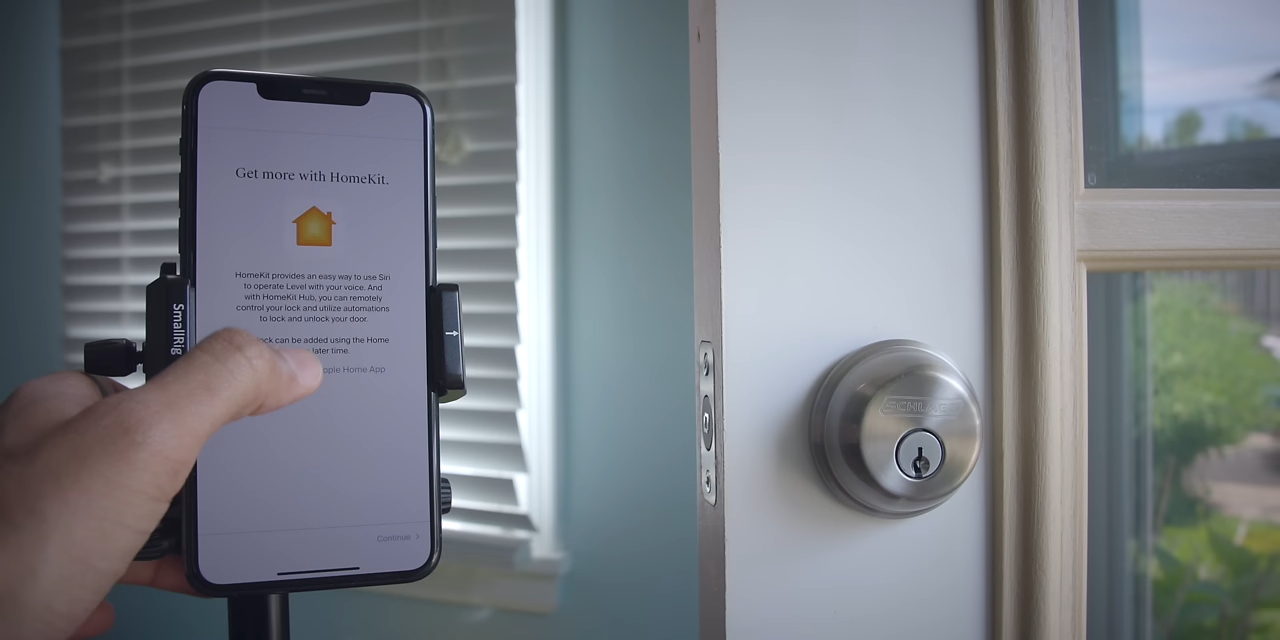 Get more with HomeKit.
HomeKit provides an easy way to use Siri
to operate Level with your voice. And
with HomeKit Hub, you can remotely
control your lock and utilize automations
to lock and unlock your door.
lock can be added using the Home
later time.
Home App
Continue >
SmallRig
SCHLAGE